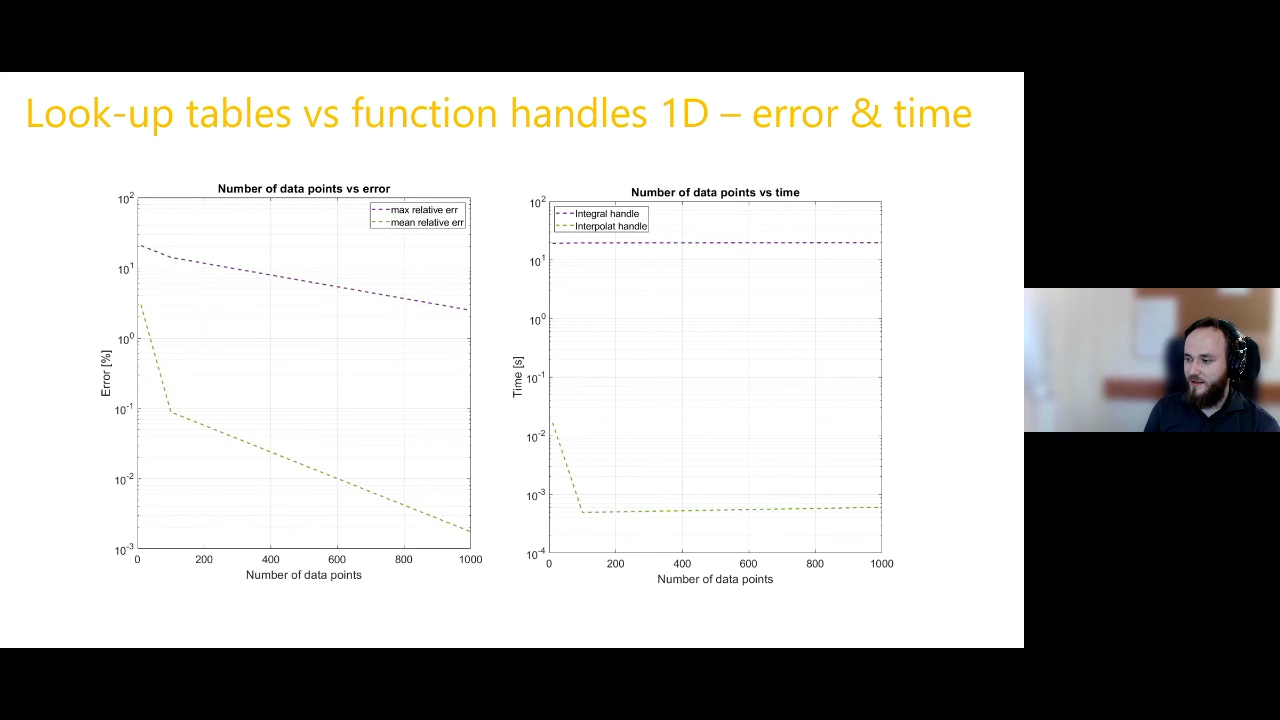 Look-up tables vs function handles 1D – error & time
Number of data points vs error
10^2
10^1
10^0
10^-1
10^-2
10^-3
Error [%]
max relative err
mean relative err
0 200 400 600 800 1000
Number of data points
Number of data points vs time
10^2
10^1
10^0
10^-1
10^-2
10^-3
10^-4
Time [s]
Integral handle
Interpolat handle
0 200 400 600 800 1000
Number of data points